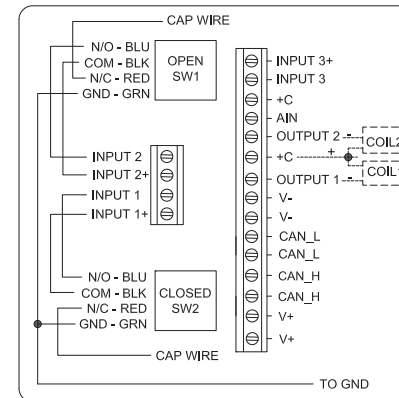 CAP WIRE
N/O - BLU
COM - BLK
N/C - RED
GND - GRN
OPEN
SW1
INPUT 2
INPUT 2+
INPUT 1
INPUT 1+
N/O - BLU
COM - BLK
N/C - RED
GND - GRN
CLOSED
SW2
CAP WIRE
INPUT 3+
INPUT 3
+C
AIN
OUTPUT 2 -
COIL2
+C +
OUTPUT 1 -
COIL1
V-
V-
CAN_L
CAN_L
CAN_H
CAN_H
V+
V+
TO GND